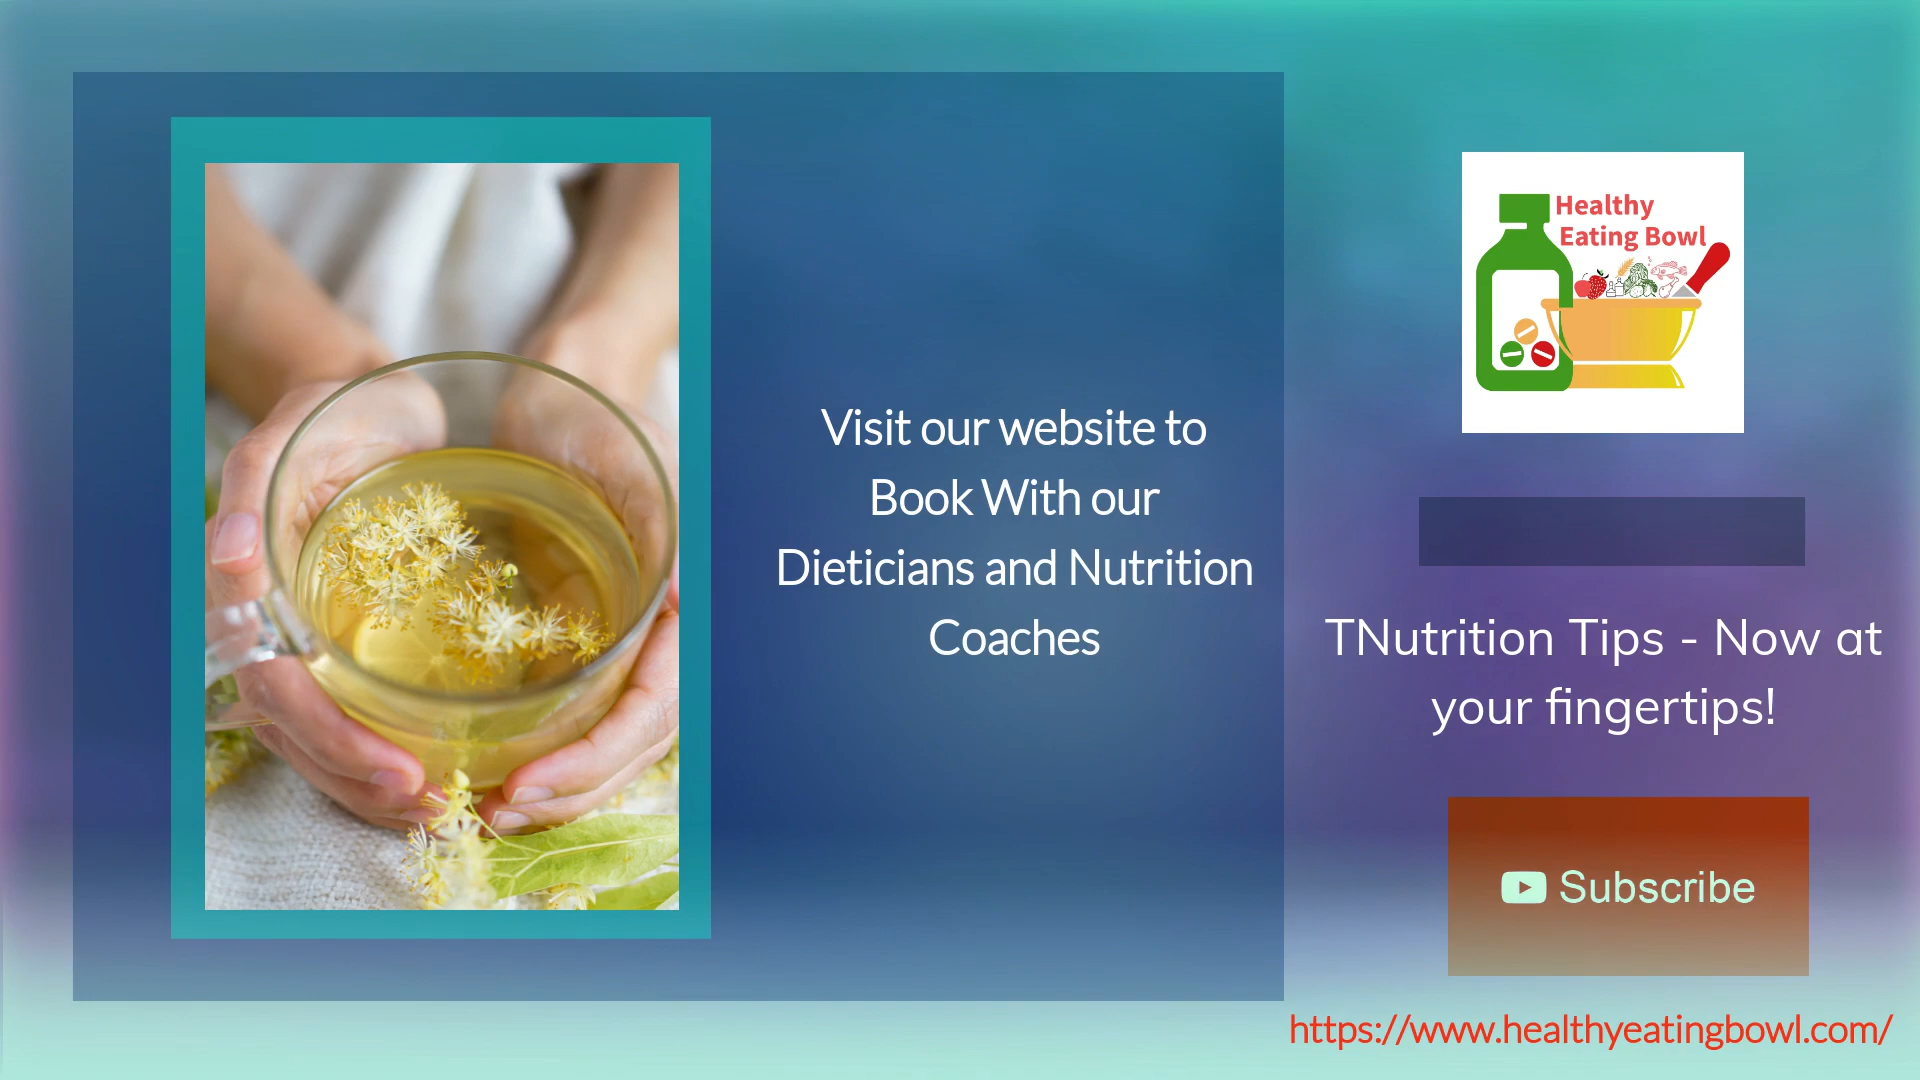 Healthy
Eating Bowl
Visit our website to
Book With our
Dieticians and Nutrition
Coaches
TNutrition Tips - Now at
your fingertips!
Subscribe
https://www.healthyeatingbowl.com/